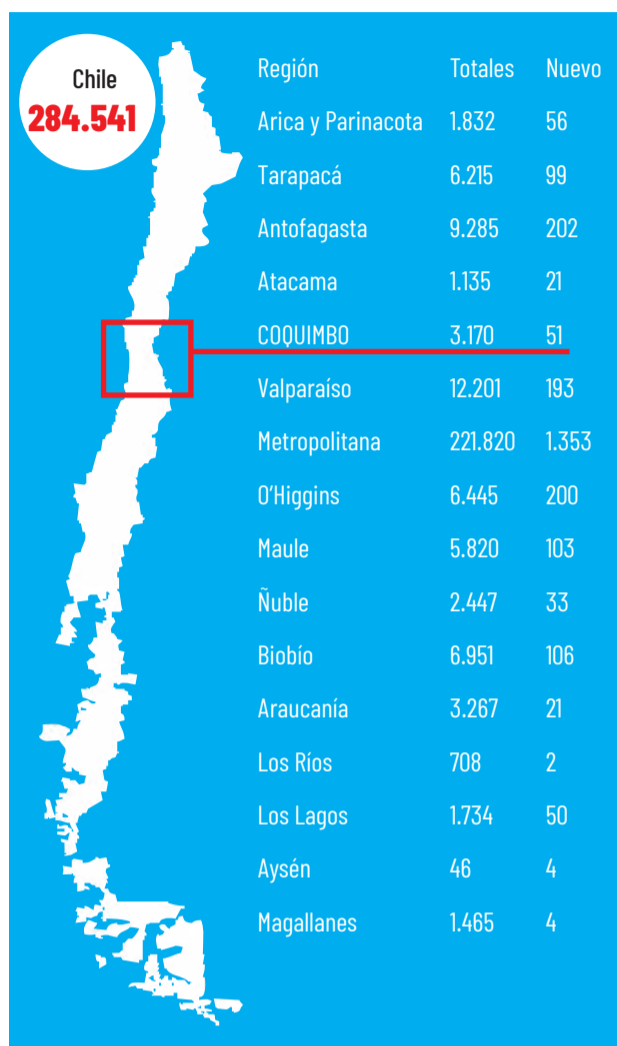 Chile
284.541
Región Totales Nuevo
Arica y Parinacota 1.832 56
Tarapacá 6.215 99
Antofagasta 9.285 202
Atacama 1.135 21
COQUIMBO 3.170 51
Valparaíso 12.201 193
Metropolitana 221.820 1.353
O'Higgins 6.445 200
Maule 5.820 103
Ñuble 2.447 33
Biobío 6.951 106
Araucanía 3.267 21
Los Ríos 708 2
Los Lagos 1.734 50
Aysén 46 4
Magallanes 1.465 4